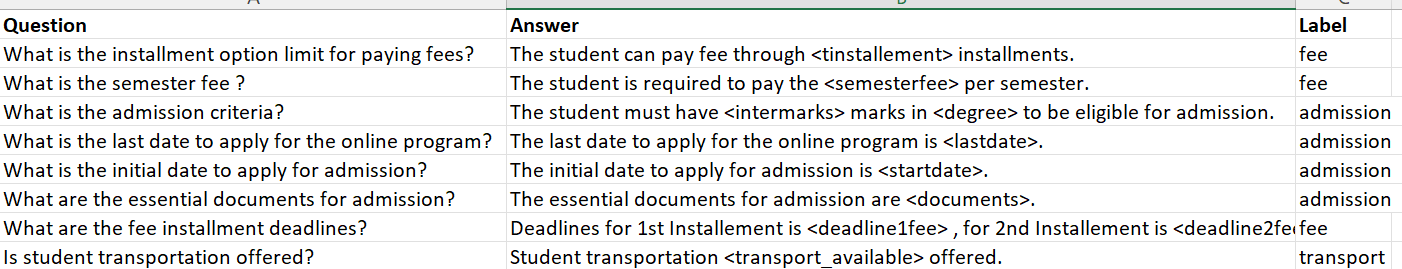 Question Answer Label
What is the installment option limit for paying fees? The student can pay fee through <tinstallement> installments. fee
What is the semester fee ? The student is required to pay the <semesterfee> per semester. fee
What is the admission criteria? The student must have <intermarks> marks in <degree> to be eligible for admission. admission
What is the last date to apply for the online program? The last date to apply for the online program is <lastdate>. admission
What is the initial date to apply for admission? The initial date to apply for admission is <startdate>. admission
What are the essential documents for admission? The essential documents for admission are <documents>. admission
What are the fee installment deadlines? Deadlines for 1st Installement is <deadline1fee> , for 2nd Installement is <deadline2fe fee
Is student transportation offered? Student transportation <transport_available> offered. transport